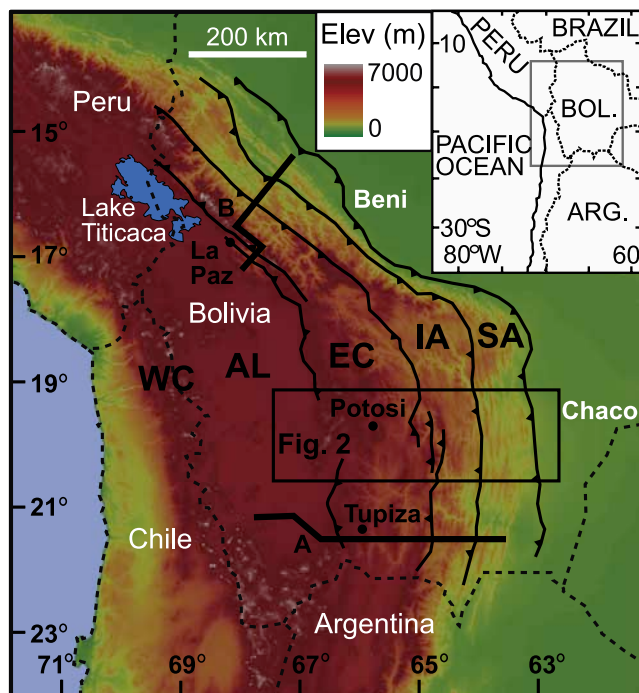 200 km
Elev (m)
7000
0
10
PERU
BRAZIL
BOL.
PACIFIC
OCEAN
ARG.
30ºS
80ºW
60
Peru
15°
Lake
Titicaca
B
Beni
17°
La
Paz
Bolivia
WC
AL
EC
IA
SA
19°
Potosi
Chaco
Fig. 2
21°
A
Tupiza
Chile
Argentina
23°
71°
69°
67°
65°
63°